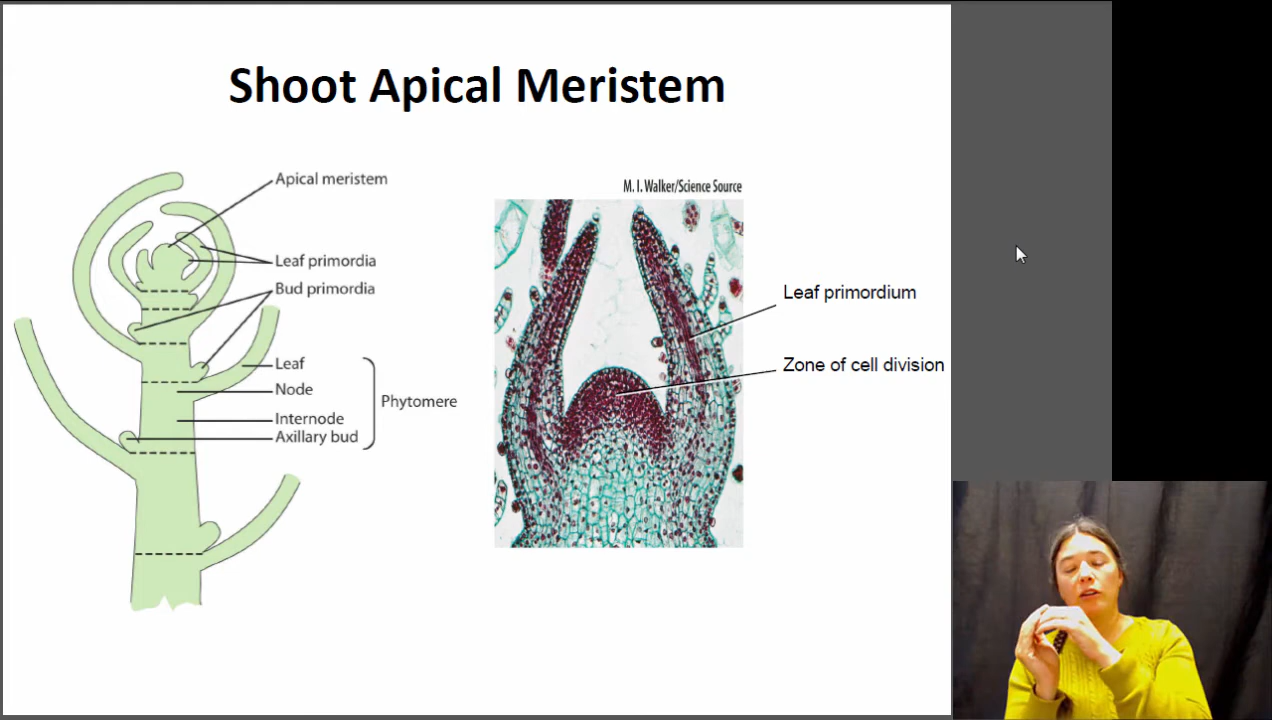 Shoot Apical Meristem
Apical meristem
Leaf primordia
Bud primordia
Leaf
Node
Internode
Axillary bud
Phytomere
M. I. Walker/Science Source
Leaf primordium
Zone of cell division